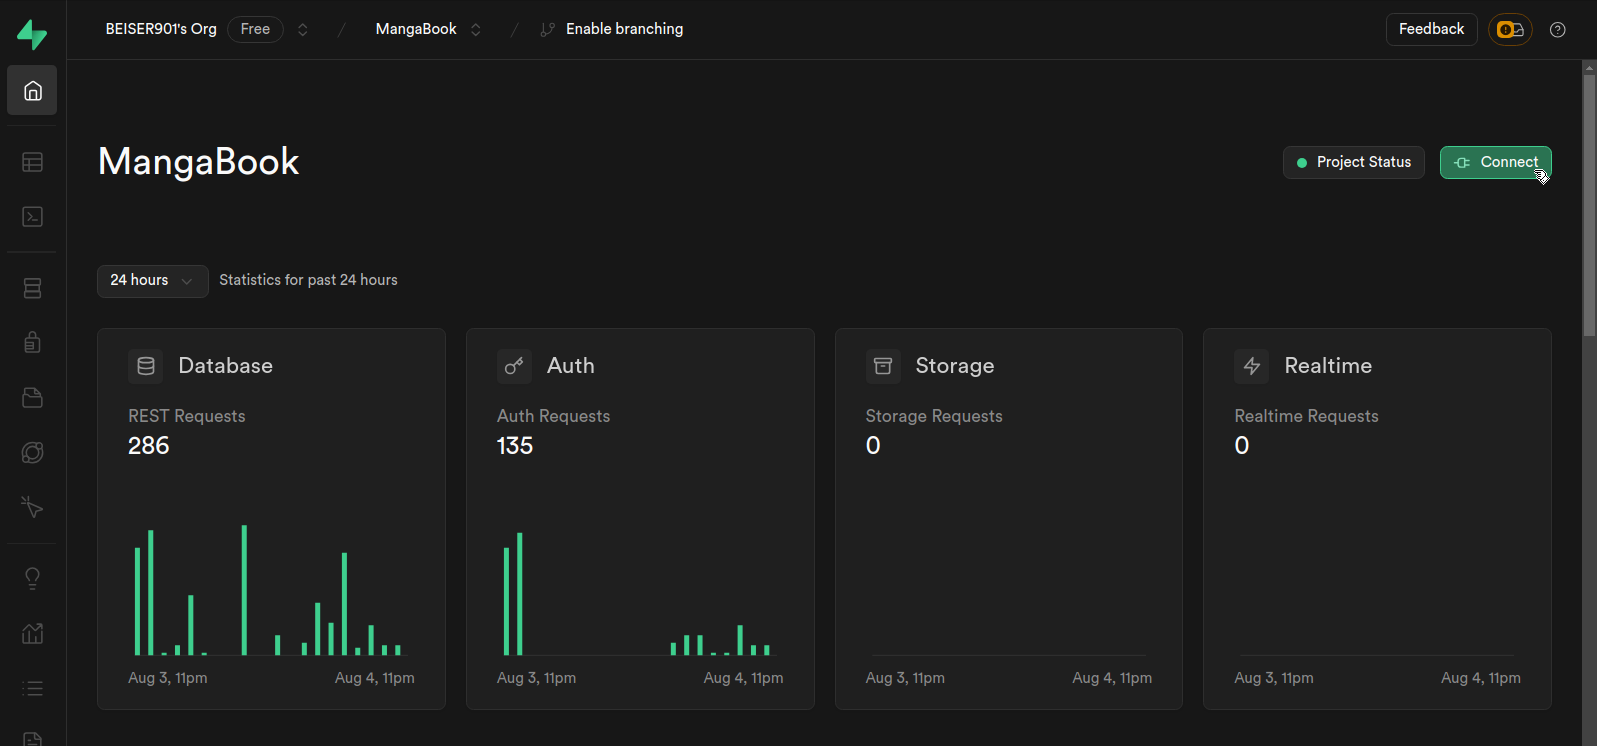 BEISER901's Org Free / MangaBook / Enable branching Feedback
MangaBook
Project Status Connect
24 hours Statistics for past 24 hours
Database
REST Requests
286
Aug 3, 11pm Aug 4, 11pm
Auth
Auth Requests
135
Aug 3, 11pm Aug 4, 11pm
Storage
Storage Requests
0
Aug 3, 11pm Aug 4, 11pm
Realtime
Realtime Requests
0
Aug 3, 11pm Aug 4, 11pm